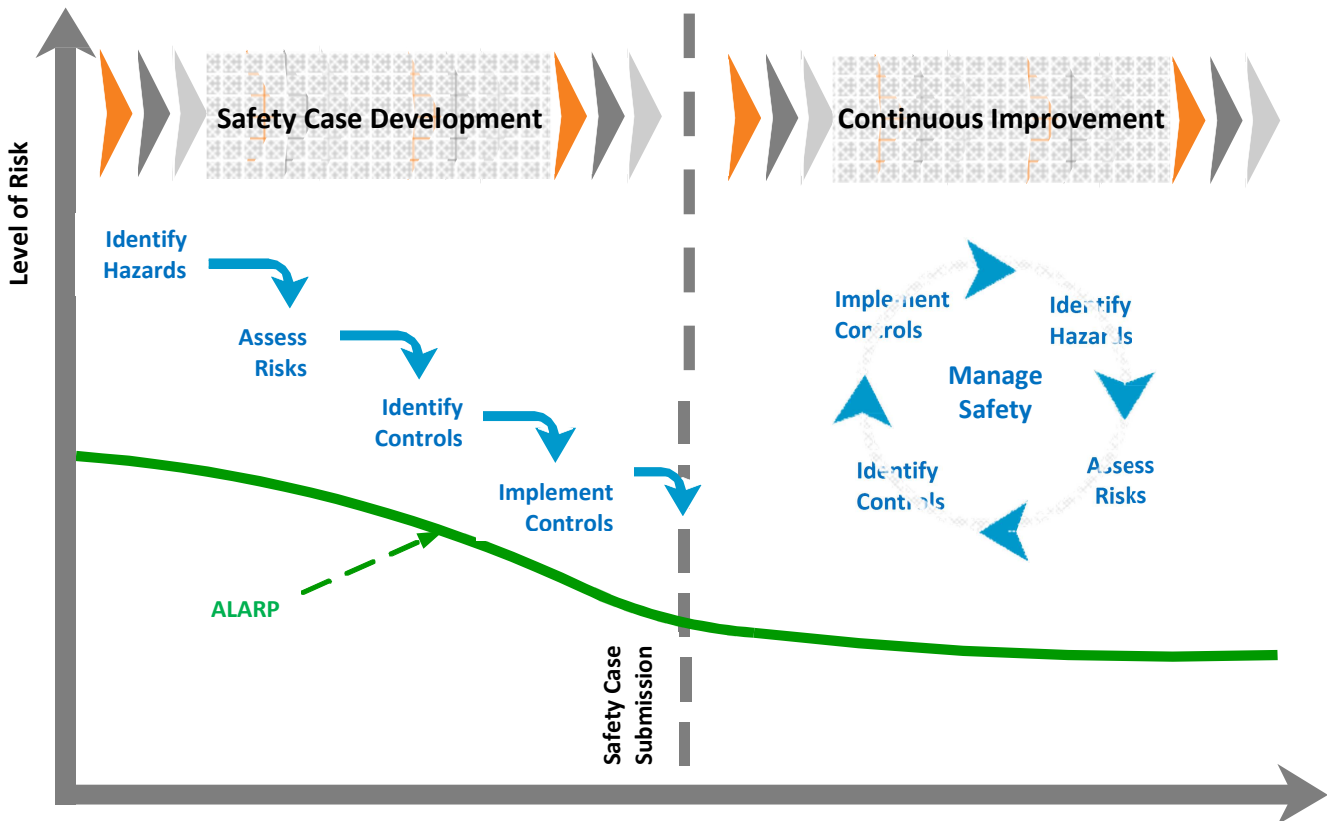 Safety Case Development
Continuous Improvement
Level of Risk
Identify
Hazards
Assess
Risks
Identify
Controls
Implement
Controls
ALARP
Safety Case
Submission
Implement
Controls
Identify
Hazards
Manage
Safety
Identify
Controls
Assess
Risks